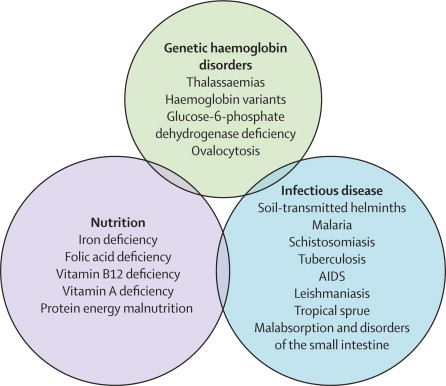 Genetic haemoglobin
disorders
Thalassaemias
Haemoglobin variants
Glucose-6-phosphate
dehydrogenase deficiency
Ovalocytosis
Nutrition
Iron deficiency
Folic acid deficiency
Vitamin B12 deficiency
Vitamin A deficiency
Protein energy malnutrition
Infectious disease
Soil-transmitted helminths
Malaria
Schistosomiasis
Tuberculosis
AIDS
Leishmaniasis
Tropical sprue
Malabsorption and disorders
of the small intestine